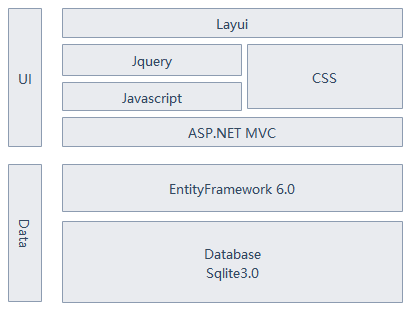 Layui
UI
Jquery
CSS
Javascript
ASP.NET MVC
Data
EntityFramework 6.0
Database
Sqlite3.0